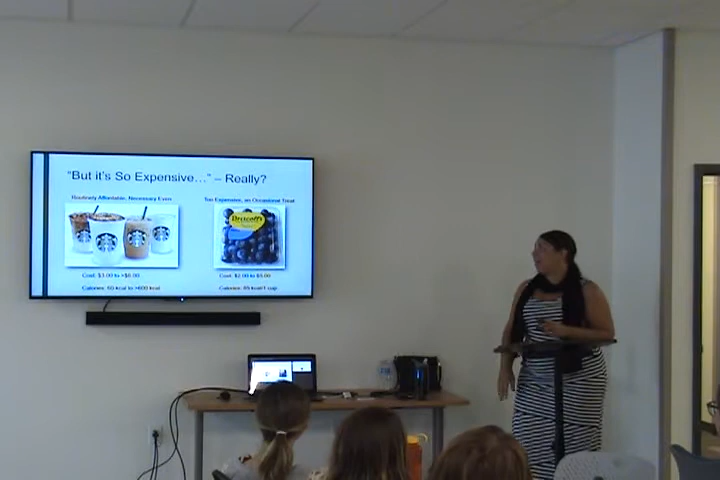 "But it's So Expensive…" – Really?
Routinely Affordable, Necessary Even
Too Expensive, an Occasional Treat
Driscoll's
Cost: $3.00 to >$6.00
Cost: $2.00 to $5.00
Calories: 50 kcal to >600 kcal
Calories: 85 kcal/1 cup